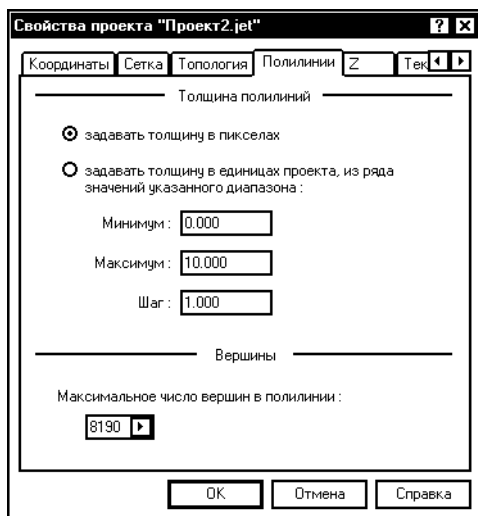 Свойства проекта "Проект2.jet"
Координаты Сетка Топология Полилинии Z Тек
Толщина полилиний
задавать толщину в пикселах
задавать толщину в единицах проекта, из ряда
значений указанного диапазона :
Минимум : 0.000
Максимум : 10.000
Шаг : 1.000
Вершины
Максимальное число вершин в полилинии :
8190
OK Отмена Справка